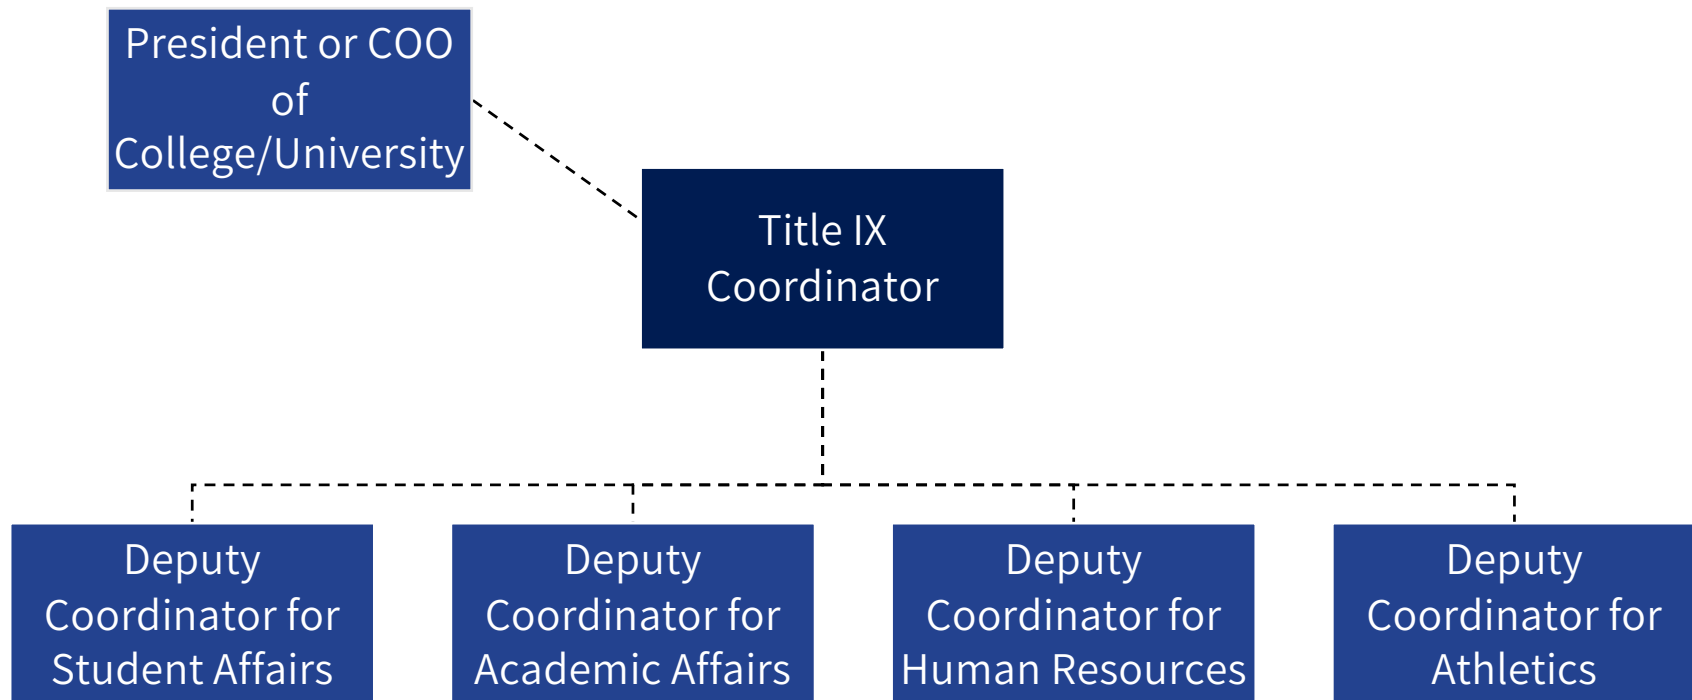 President or COO
of
College/University
Title IX
Coordinator
Deputy
Coordinator for
Student Affairs
Deputy
Coordinator for
Academic Affairs
Deputy
Coordinator for
Human Resources
Deputy
Coordinator for
Athletics